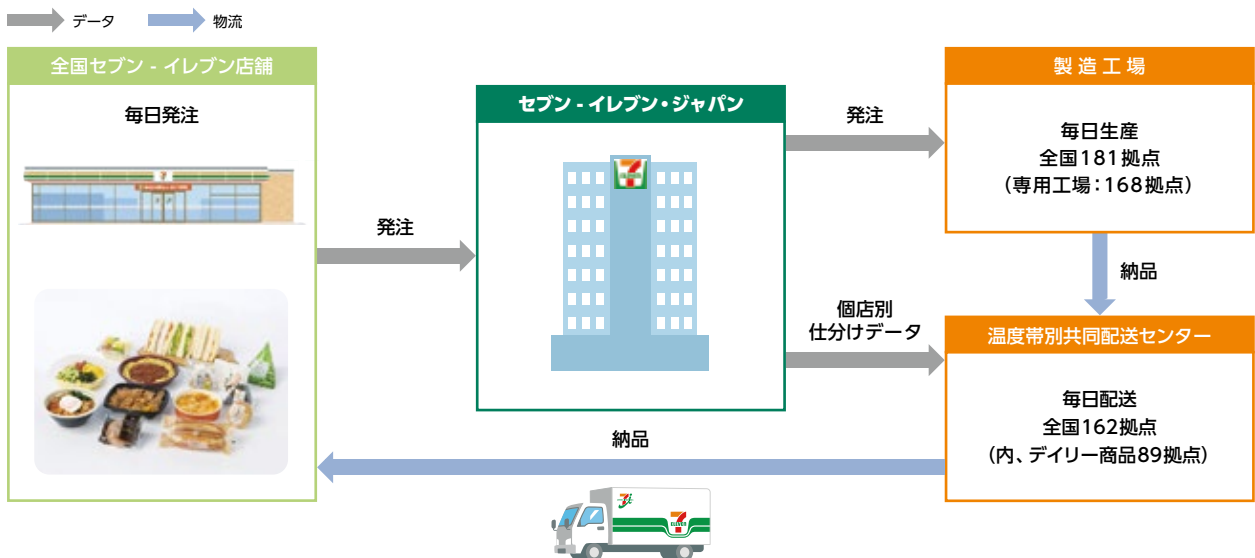 データ
物流
全国セブン - イレブン店舗
毎日発注
発注
セブン - イレブン・ジャパン
7
ELEVEN
発注
製造工場
毎日生産
全国181拠点
（専用工場：168拠点）
納品
個店別
仕分けデータ
温度帯別共同配送センター
毎日配送
全国162拠点
（内、デイリー商品89拠点）
納品
7
ELEVEN